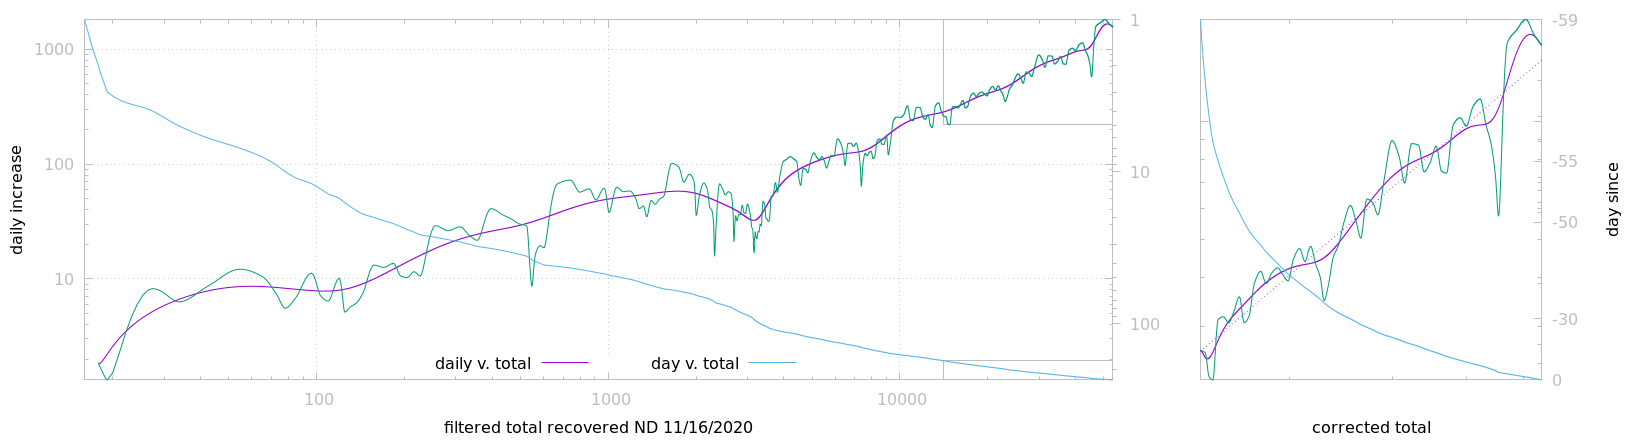 1000
100
10
daily increase
daily v. total
day v. total
100
1000
10000
filtered total recovered ND 11/16/2020
1
10
100
-59
-55
-50
-30
0
day since
corrected total